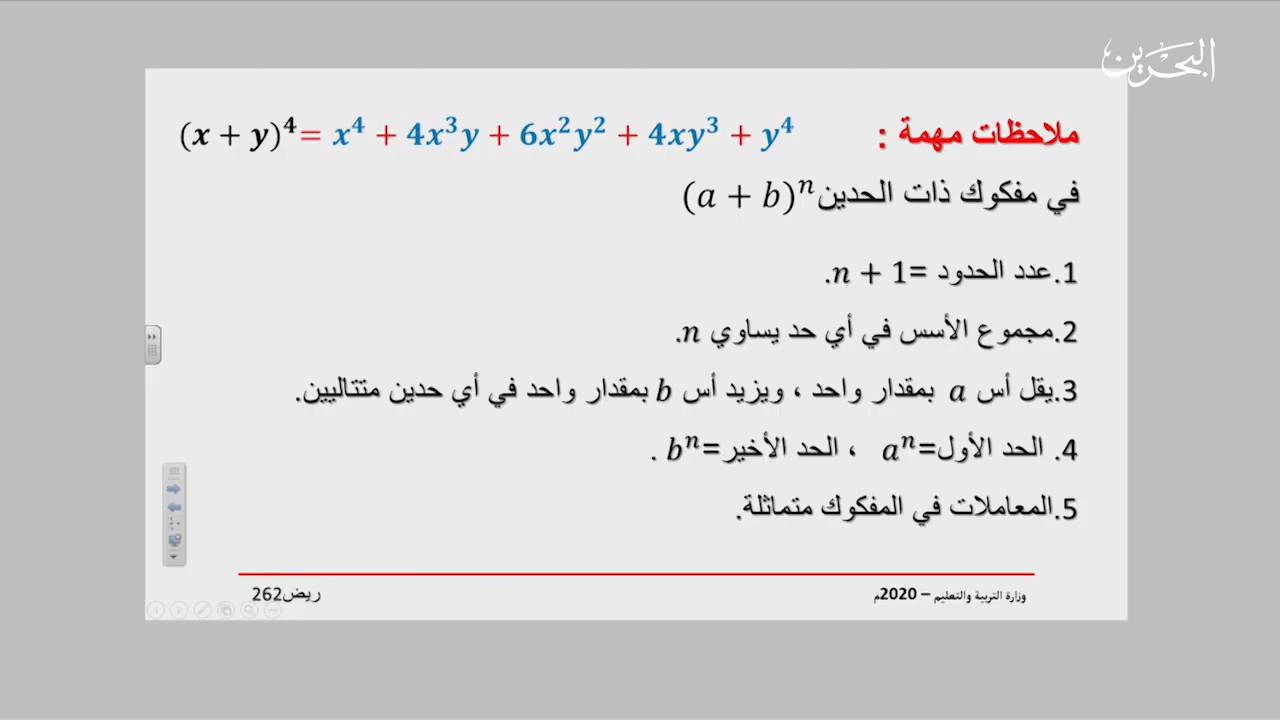 البحرين
ملاحظات مهمة : (x + y)⁴= x⁴ + 4x³y + 6x²y² + 4xy³ + y⁴
في مفكوك ذات الحدين (a + b)ⁿ
1.عدد الحدود =n + 1.
2.مجموع الأسس في أي حد يساوي n.
3.يقل أس a بمقدار واحد ، ويزيد أس b بمقدار واحد في أي حدين متتاليين.
4. الحد الأول=aⁿ ، الحد الأخير=bⁿ .
5.المعاملات في المفكوك متماثلة.
وزارة التربية والتعليم – 2020م
ريض262